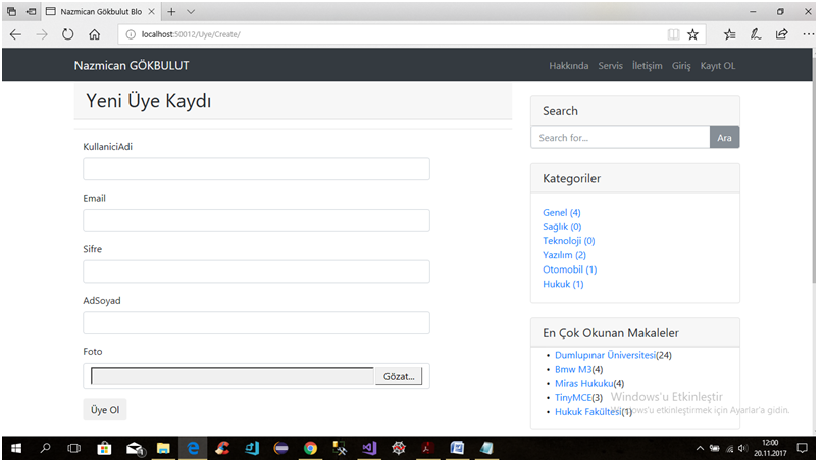 Nazmican Gökbulut Blo
localhost:50012/Uye/Create/
Nazmican GÖKBULUT
Hakkında Servis İletişim Giriş Kayıt OL
Yeni Üye Kaydı
KullaniciAdi
Email
Sifre
AdSoyad
Foto
Gözat...
Üye Ol
Search
Search for...
Ara
Kategoriler
Genel (4)
Sağlık (0)
Teknoloji (0)
Yazılım (2)
Otomobil (1)
Hukuk (1)
En Çok Okunan Makaleler
Dumlupınar Üniversitesi(24)
Bmw M3(4)
Miras Hukuku(4)
TinyMCE(3)
Hukuk Fakültesi(1)
Windows'u Etkinleştir
Windows'u etkinleştirmek için Ayarlar'a gidin.
12:00
20.11.2017